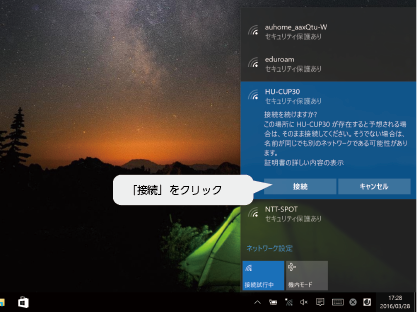 auhome_aaxQtu-W
セキュリティ保護あり
eduroam
セキュリティ保護あり
HU-CUP30
セキュリティ保護あり
接続を続けますか?
この場所に HU-CUP30 が存在すると予想される場
合は、そのまま接続してください。そうでない場合は、
名前が同じでも別のネットワークである可能性があり
ます。
証明書の詳しい内容の表示
接続
キャンセル
「接続」をクリック
NTT-SPOT
セキュリティ保護あり
ネットワーク設定
接続試行中
機内モード
17:28
2016/03/28